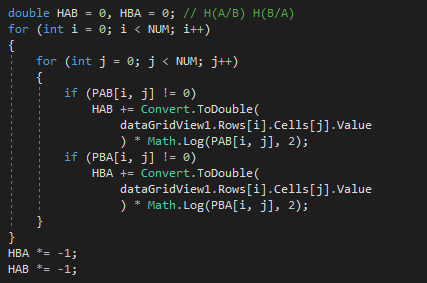 double HAB = 0, HBA = 0; // H(A/B) H(B/A)
for (int i = 0; i < NUM; i++)
{
for (int j = 0; j < NUM; j++)
{
if (PAB[i, j] != 0)
HAB += Convert.ToDouble(
dataGridView1.Rows[i].Cells[j].Value
) * Math.Log(PAB[i, j], 2);
if (PBA[i, j] != 0)
HBA += Convert.ToDouble(
dataGridView1.Rows[i].Cells[j].Value
) * Math.Log(PBA[i, j], 2);
}
}
HBA *= -1;
HAB *= -1;